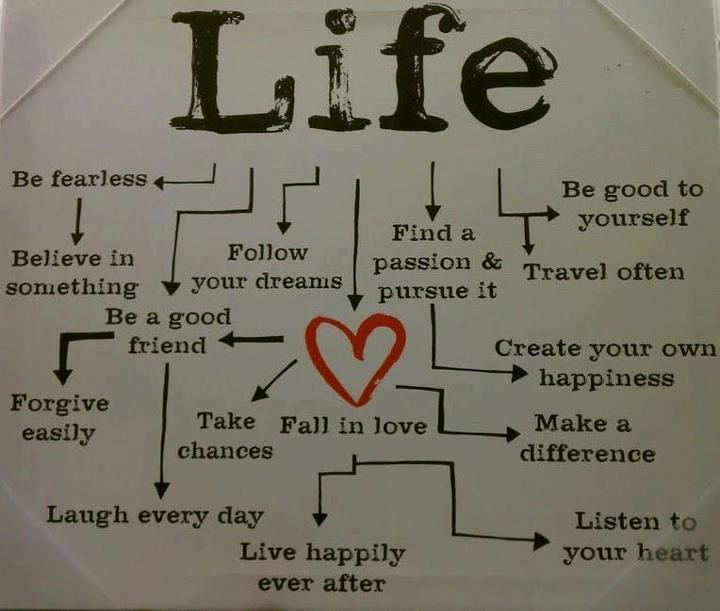 Life
Be fearless
Believe in
something
Follow
your dreams
Find a
passion &
pursue it
Be good to
yourself
Travel often
Be a good
friend
Create your own
happiness
Forgive
easily
Take
chances
Fall in love
Make a
difference
Laugh every day
Live happily
ever after
Listen to
your heart